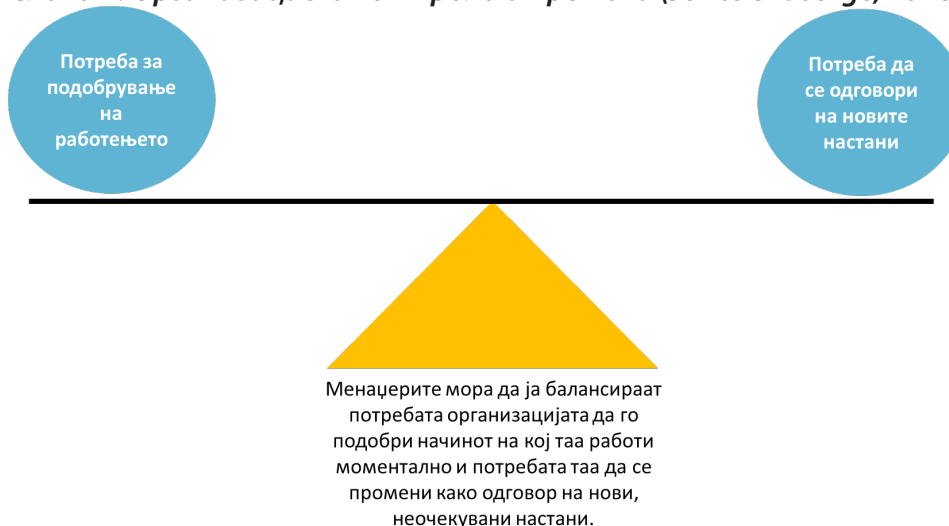 Потреба за
подобрување
на
работењето
Потреба да
се одговори
на новите
настани
Менаџерите мора да ја балансираат
потребата организацијата да го
подобри начинот на кој таа работи
моментално и потребата таа да се
промени како одговор на нови,
неочекувани настани.